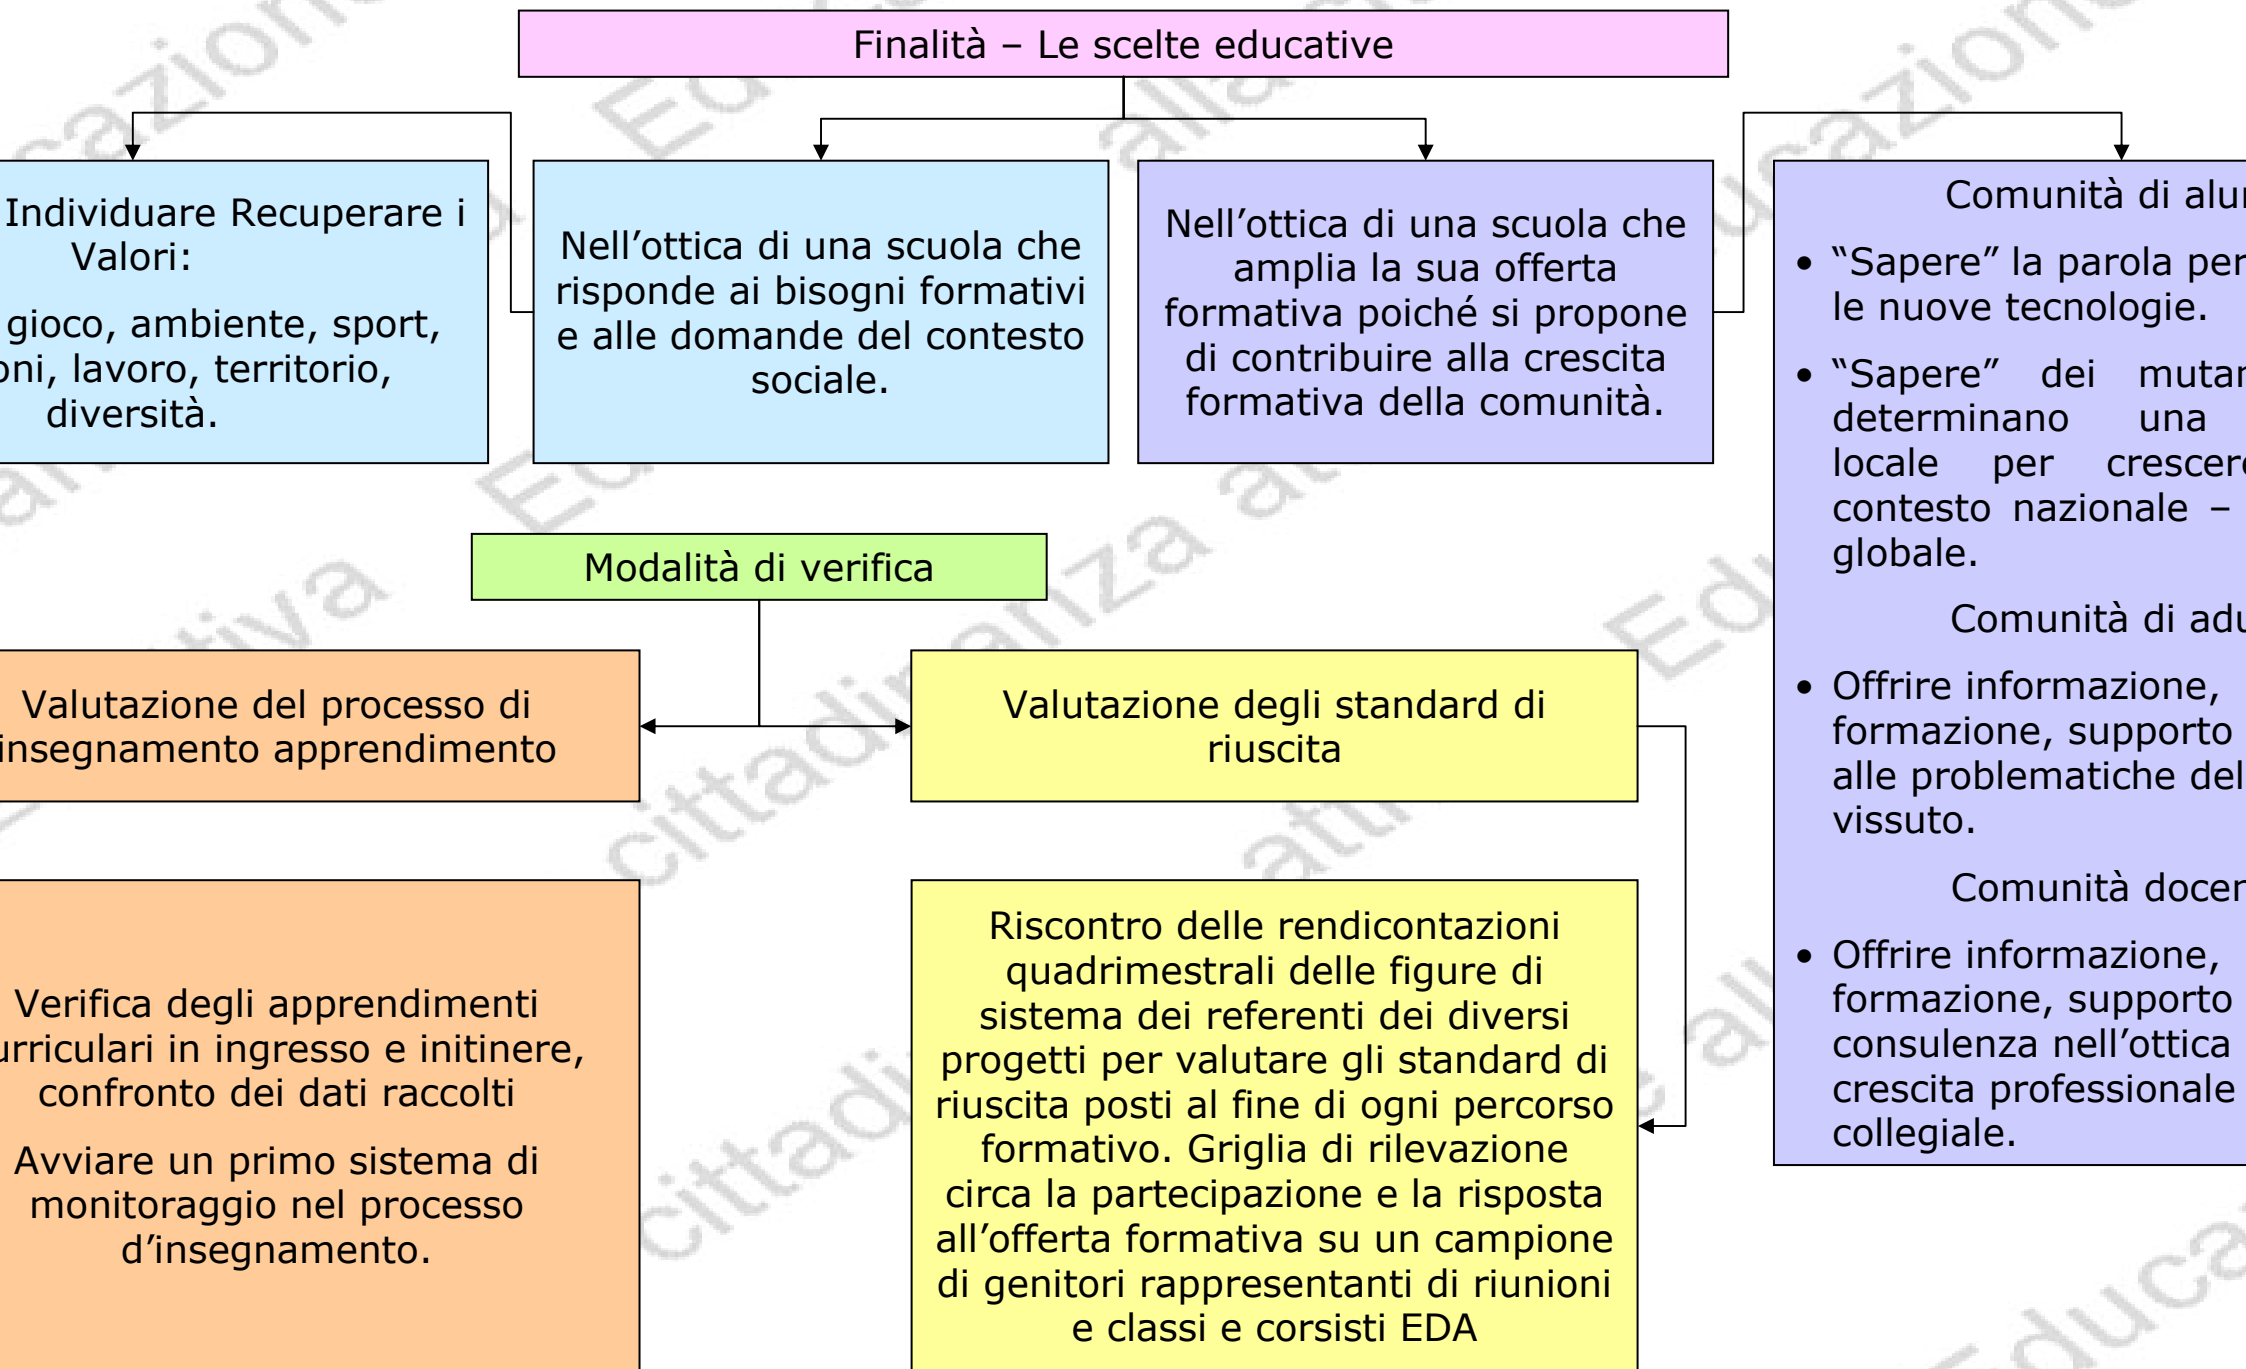 Finalità – Le scelte educative
Individuare Recuperare i
Valori:
gioco, ambiente, sport,
lavoro, territorio,
diversità.
Nell’ottica di una scuola che
risponde ai bisogni formativi
e alle domande del contesto
sociale.
Nell’ottica di una scuola che
amplia la sua offerta
formativa poiché si propone
di contribuire alla crescita
formativa della comunità.
Comunità di
• “Sapere” la parola per
le nuove tecnologie.
• “Sapere” dei
determinano una
locale per
contesto nazionale –
globale.
Comunità di
• Offrire informazione,
formazione, supporto
alle problematiche del
vissuto.
Comunità
• Offrire informazione,
formazione, supporto
consulenza nell’ottica
crescita professionale
collegiale.
Modalità di verifica
Valutazione del processo di
insegnamento apprendimento
Valutazione degli standard di
riuscita
Verifica degli apprendimenti
in ingresso e initinere,
confronto dei dati raccolti
Avviare un primo sistema di
monitoraggio nel processo
d’insegnamento.
Riscontro delle rendicontazioni
quadrimestrali delle figure di
sistema dei referenti dei diversi
progetti per valutare gli standard di
riuscita posti al fine di ogni percorso
formativo. Griglia di rilevazione
circa la partecipazione e la risposta
all’offerta formativa su un campione
di genitori rappresentanti di riunioni
e classi e corsisti EDA